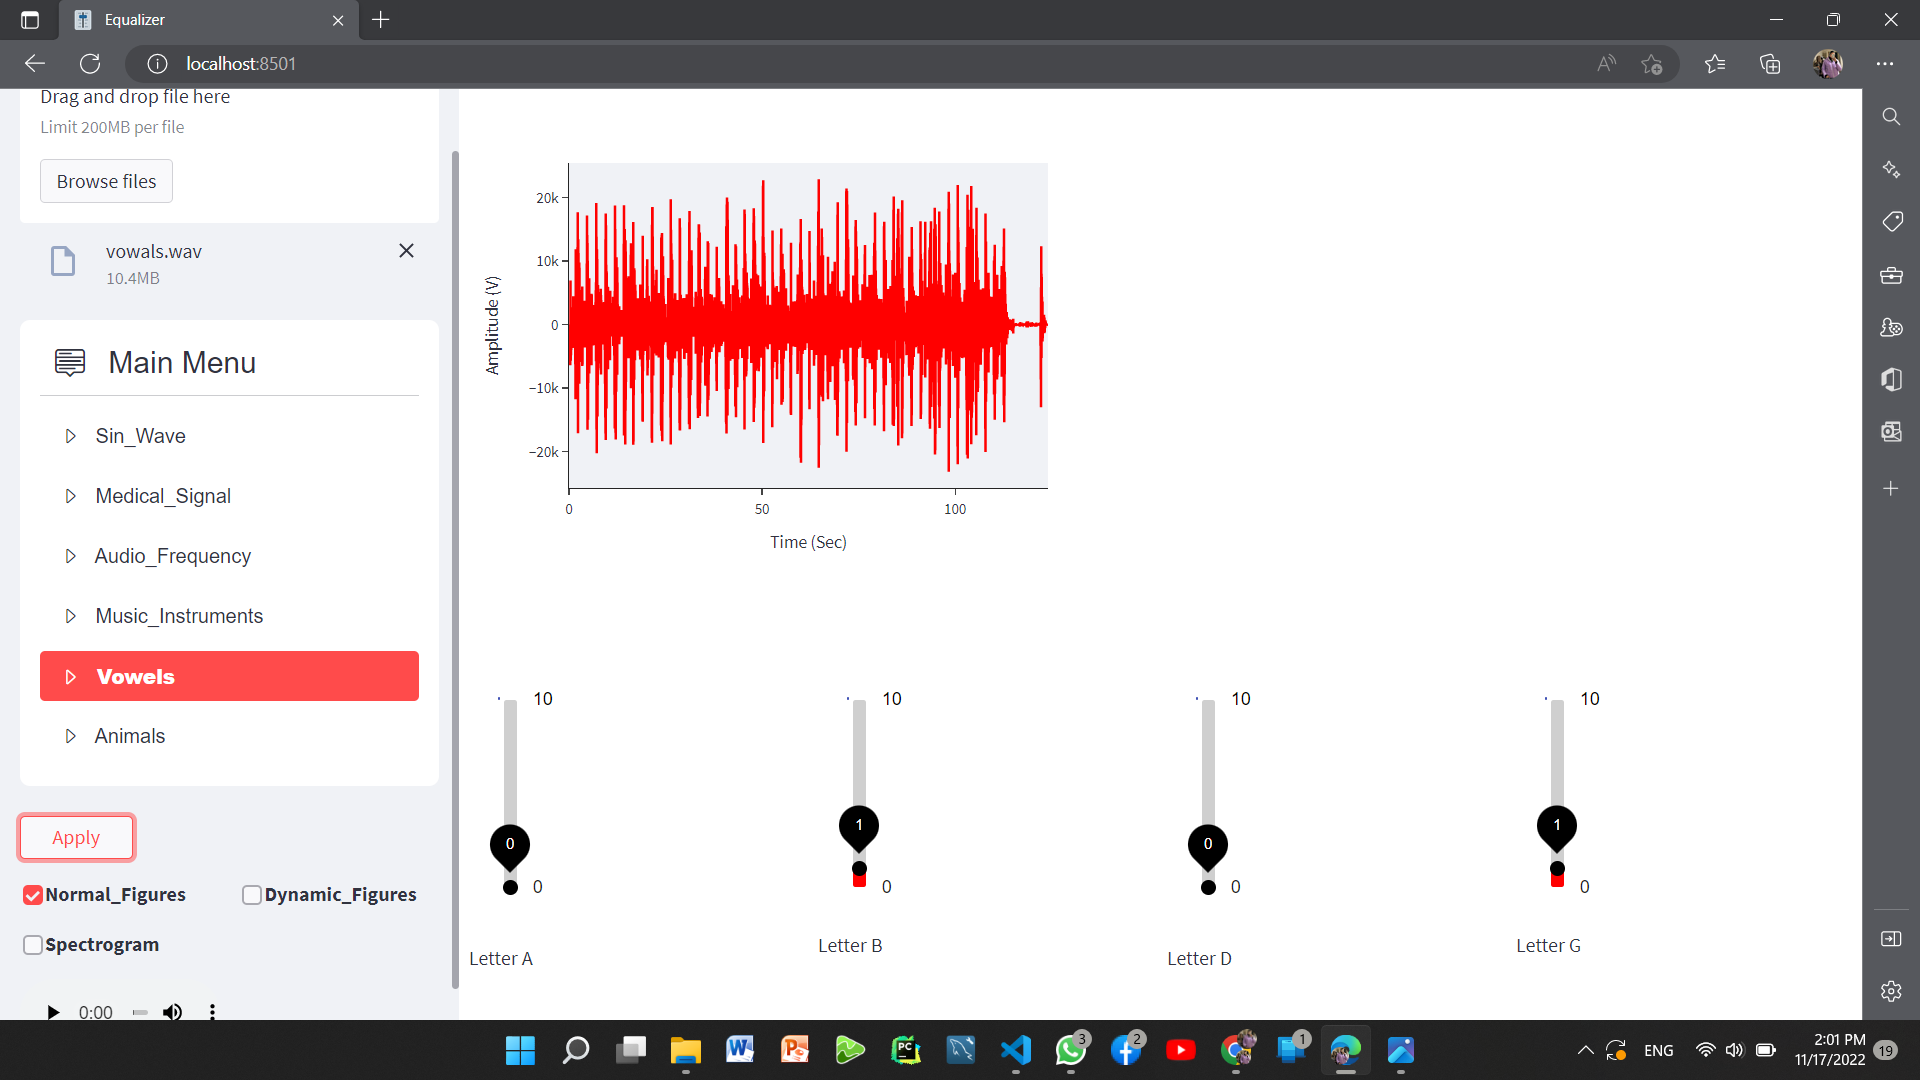 Equalizer
localhost:8501
Drag and drop file here
Limit 200MB per file
Browse files
vowals.wav
10.4MB
Main Menu
Sin_Wave
Medical_Signal
Audio_Frequency
Music_Instruments
Vowels
Animals
Apply
Normal_Figures
Dynamic_Figures
Spectrogram
0:00
20k
10k
0
−10k
−20k
Amplitude (V)
0 50 100
Time (Sec)
10 10 10 10
0 1 0 1
0 0 0 0
Letter A
Letter B
Letter D
Letter G
3
2
1
ENG
2:01 PM
11/17/2022
19